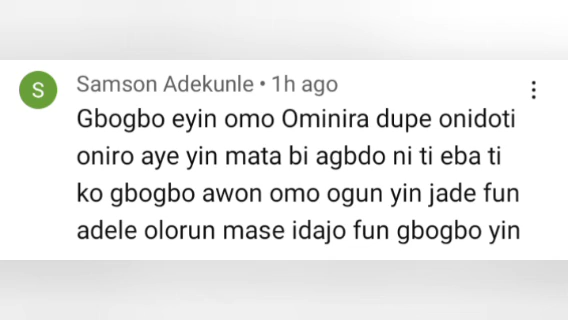 S
Samson Adekunle • 1h ago
Gbogbo eyin omo Ominira dupe onidoti
oniro aye yin mata bi agbdo ni ti eba ti
ko gbogbo awon omo ogun yin jade fun
adele olorun mase idajo fun gbogbo yin